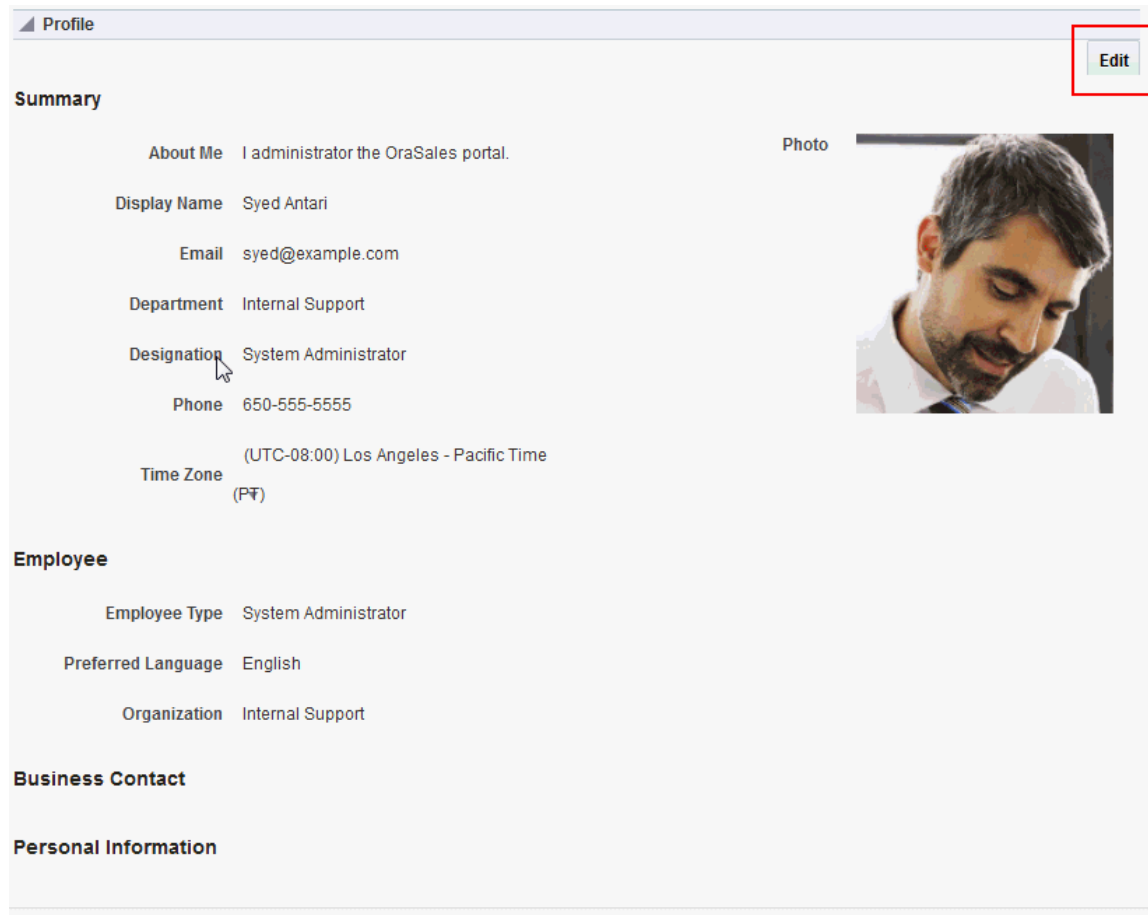 Profile
Edit
Summary
About Me I administrator the OraSales portal.
Photo
Display Name Syed Antari
Email syed@example.com
Department Internal Support
Designation System Administrator
Phone 650-555-5555
(UTC-08:00) Los Angeles - Pacific Time
Time Zone
(PT)
Employee
Employee Type System Administrator
Preferred Language English
Organization Internal Support
Business Contact
Personal Information